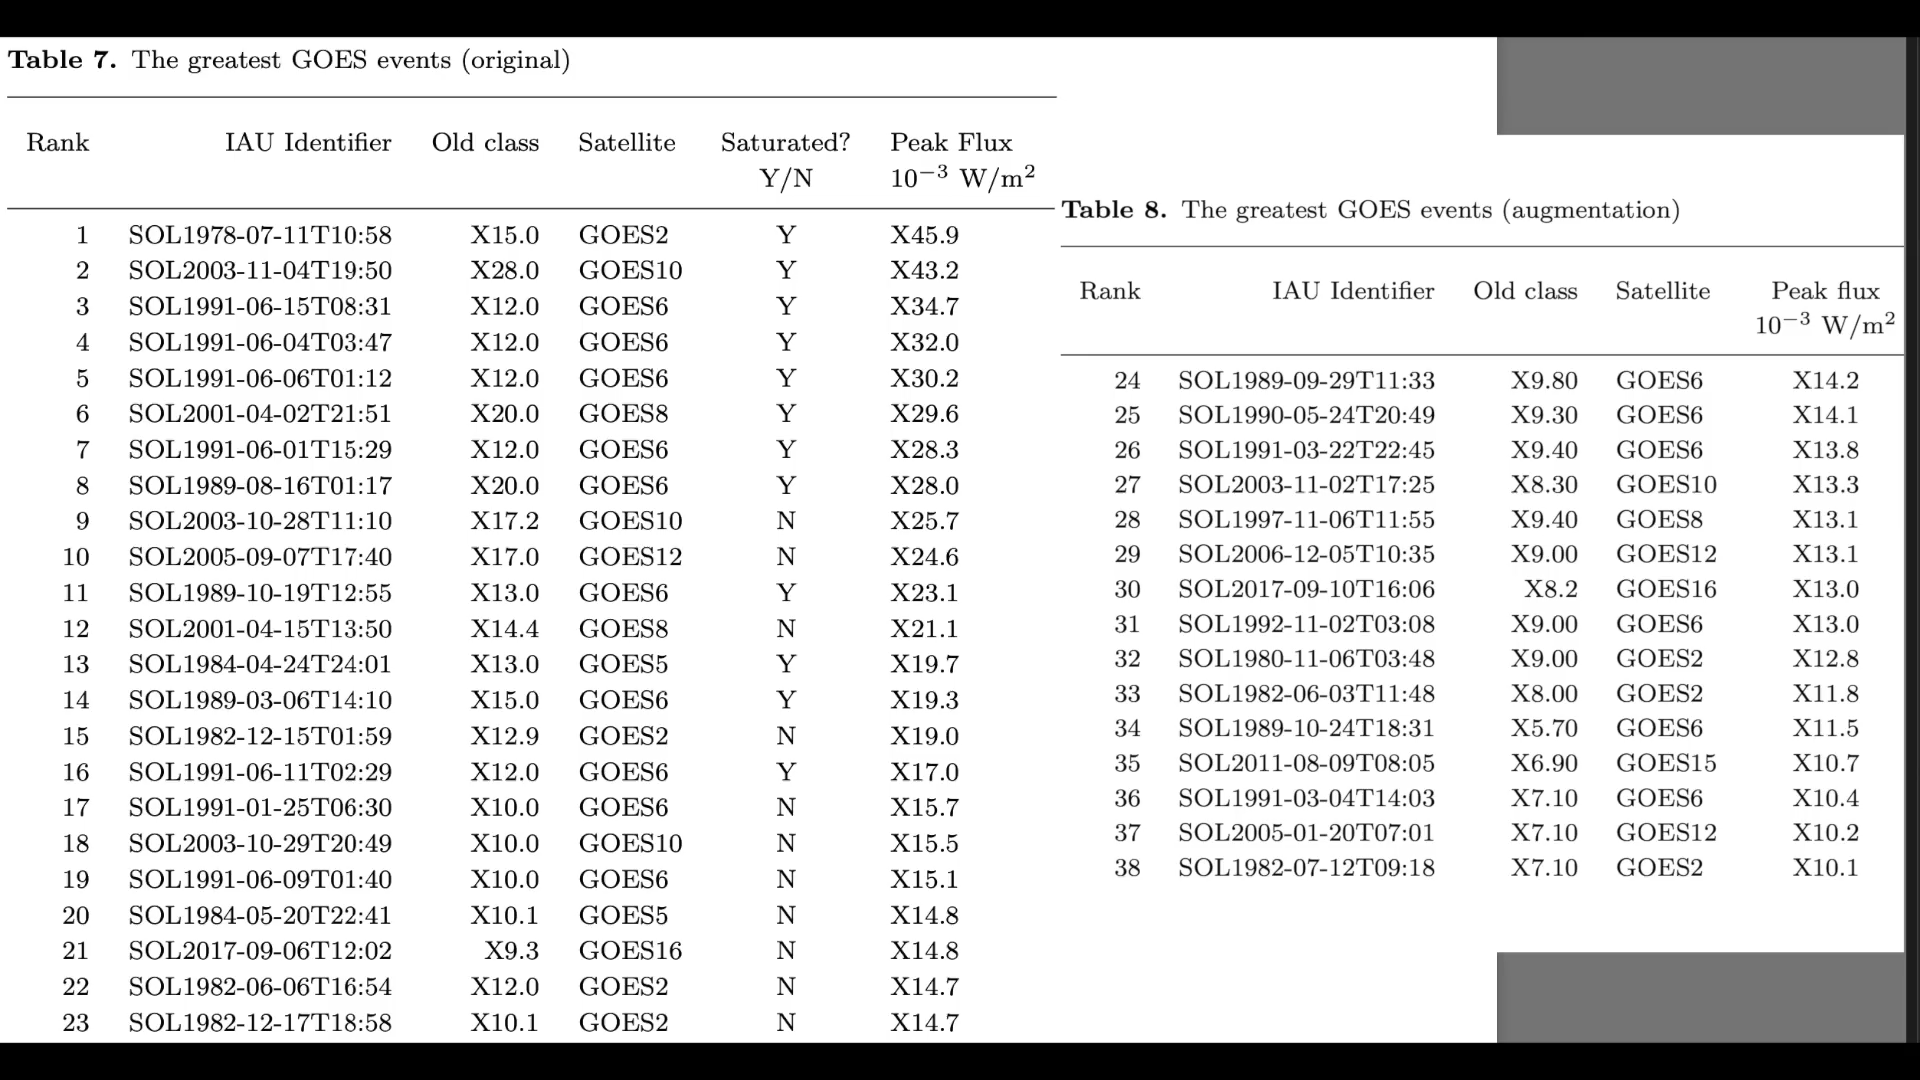 Table 7. The greatest GOES events (original)
Rank IAU Identifier Old class Satellite Saturated? Peak Flux
Y/N 10⁻³ W/m²
1 SOL1978-07-11T10:58 X15.0 GOES2 Y X45.9
2 SOL2003-11-04T19:50 X28.0 GOES10 Y X43.2
3 SOL1991-06-15T08:31 X12.0 GOES6 Y X34.7
4 SOL1991-06-04T03:47 X12.0 GOES6 Y X32.0
5 SOL1991-06-06T01:12 X12.0 GOES6 Y X30.2
6 SOL2001-04-02T21:51 X20.0 GOES8 Y X29.6
7 SOL1991-06-01T15:29 X12.0 GOES6 Y X28.3
8 SOL1989-08-16T01:17 X20.0 GOES6 Y X28.0
9 SOL2003-10-28T11:10 X17.2 GOES10 N X25.7
10 SOL2005-09-07T17:40 X17.0 GOES12 N X24.6
11 SOL1989-10-19T12:55 X13.0 GOES6 Y X23.1
12 SOL2001-04-15T13:50 X14.4 GOES8 N X21.1
13 SOL1984-04-24T24:01 X13.0 GOES5 Y X19.7
14 SOL1989-03-06T14:10 X15.0 GOES6 Y X19.3
15 SOL1982-12-15T01:59 X12.9 GOES2 N X19.0
16 SOL1991-06-11T02:29 X12.0 GOES6 Y X17.0
17 SOL1991-01-25T06:30 X10.0 GOES6 N X15.7
18 SOL2003-10-29T20:49 X10.0 GOES10 N X15.5
19 SOL1991-06-09T01:40 X10.0 GOES6 N X15.1
20 SOL1984-05-20T22:41 X10.1 GOES5 N X14.8
21 SOL2017-09-06T12:02 X9.3 GOES16 N X14.8
22 SOL1982-06-06T16:54 X12.0 GOES2 N X14.7
23 SOL1982-12-17T18:58 X10.1 GOES2 N X14.7
Table 8. The greatest GOES events (augmentation)
Rank IAU Identifier Old class Satellite Peak flux
10⁻³ W/m²
24 SOL1989-09-29T11:33 X9.80 GOES6 X14.2
25 SOL1990-05-24T20:49 X9.30 GOES6 X14.1
26 SOL1991-03-22T22:45 X9.40 GOES6 X13.8
27 SOL2003-11-02T17:25 X8.30 GOES10 X13.3
28 SOL1997-11-06T11:55 X9.40 GOES8 X13.1
29 SOL2006-12-05T10:35 X9.00 GOES12 X13.1
30 SOL2017-09-10T16:06 X8.2 GOES16 X13.0
31 SOL1992-11-02T03:08 X9.00 GOES6 X13.0
32 SOL1980-11-06T03:48 X9.00 GOES2 X12.8
33 SOL1982-06-03T11:48 X8.00 GOES2 X11.8
34 SOL1989-10-24T18:31 X5.70 GOES6 X11.5
35 SOL2011-08-09T08:05 X6.90 GOES15 X10.7
36 SOL1991-03-04T14:03 X7.10 GOES6 X10.4
37 SOL2005-01-20T07:01 X7.10 GOES12 X10.2
38 SOL1982-07-12T09:18 X7.10 GOES2 X10.1